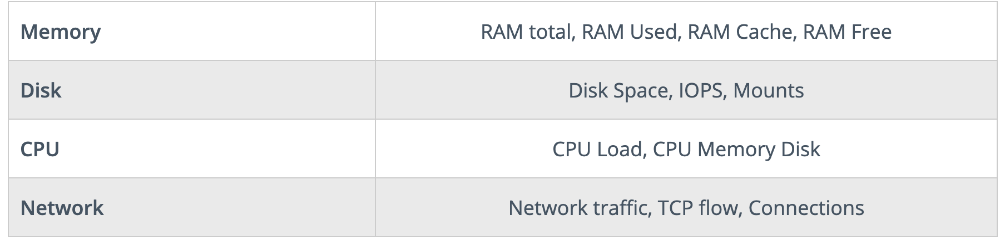 Memory RAM total, RAM Used, RAM Cache, RAM Free
Disk Disk Space, IOPS, Mounts
CPU CPU Load, CPU Memory Disk
Network Network traffic, TCP flow, Connections